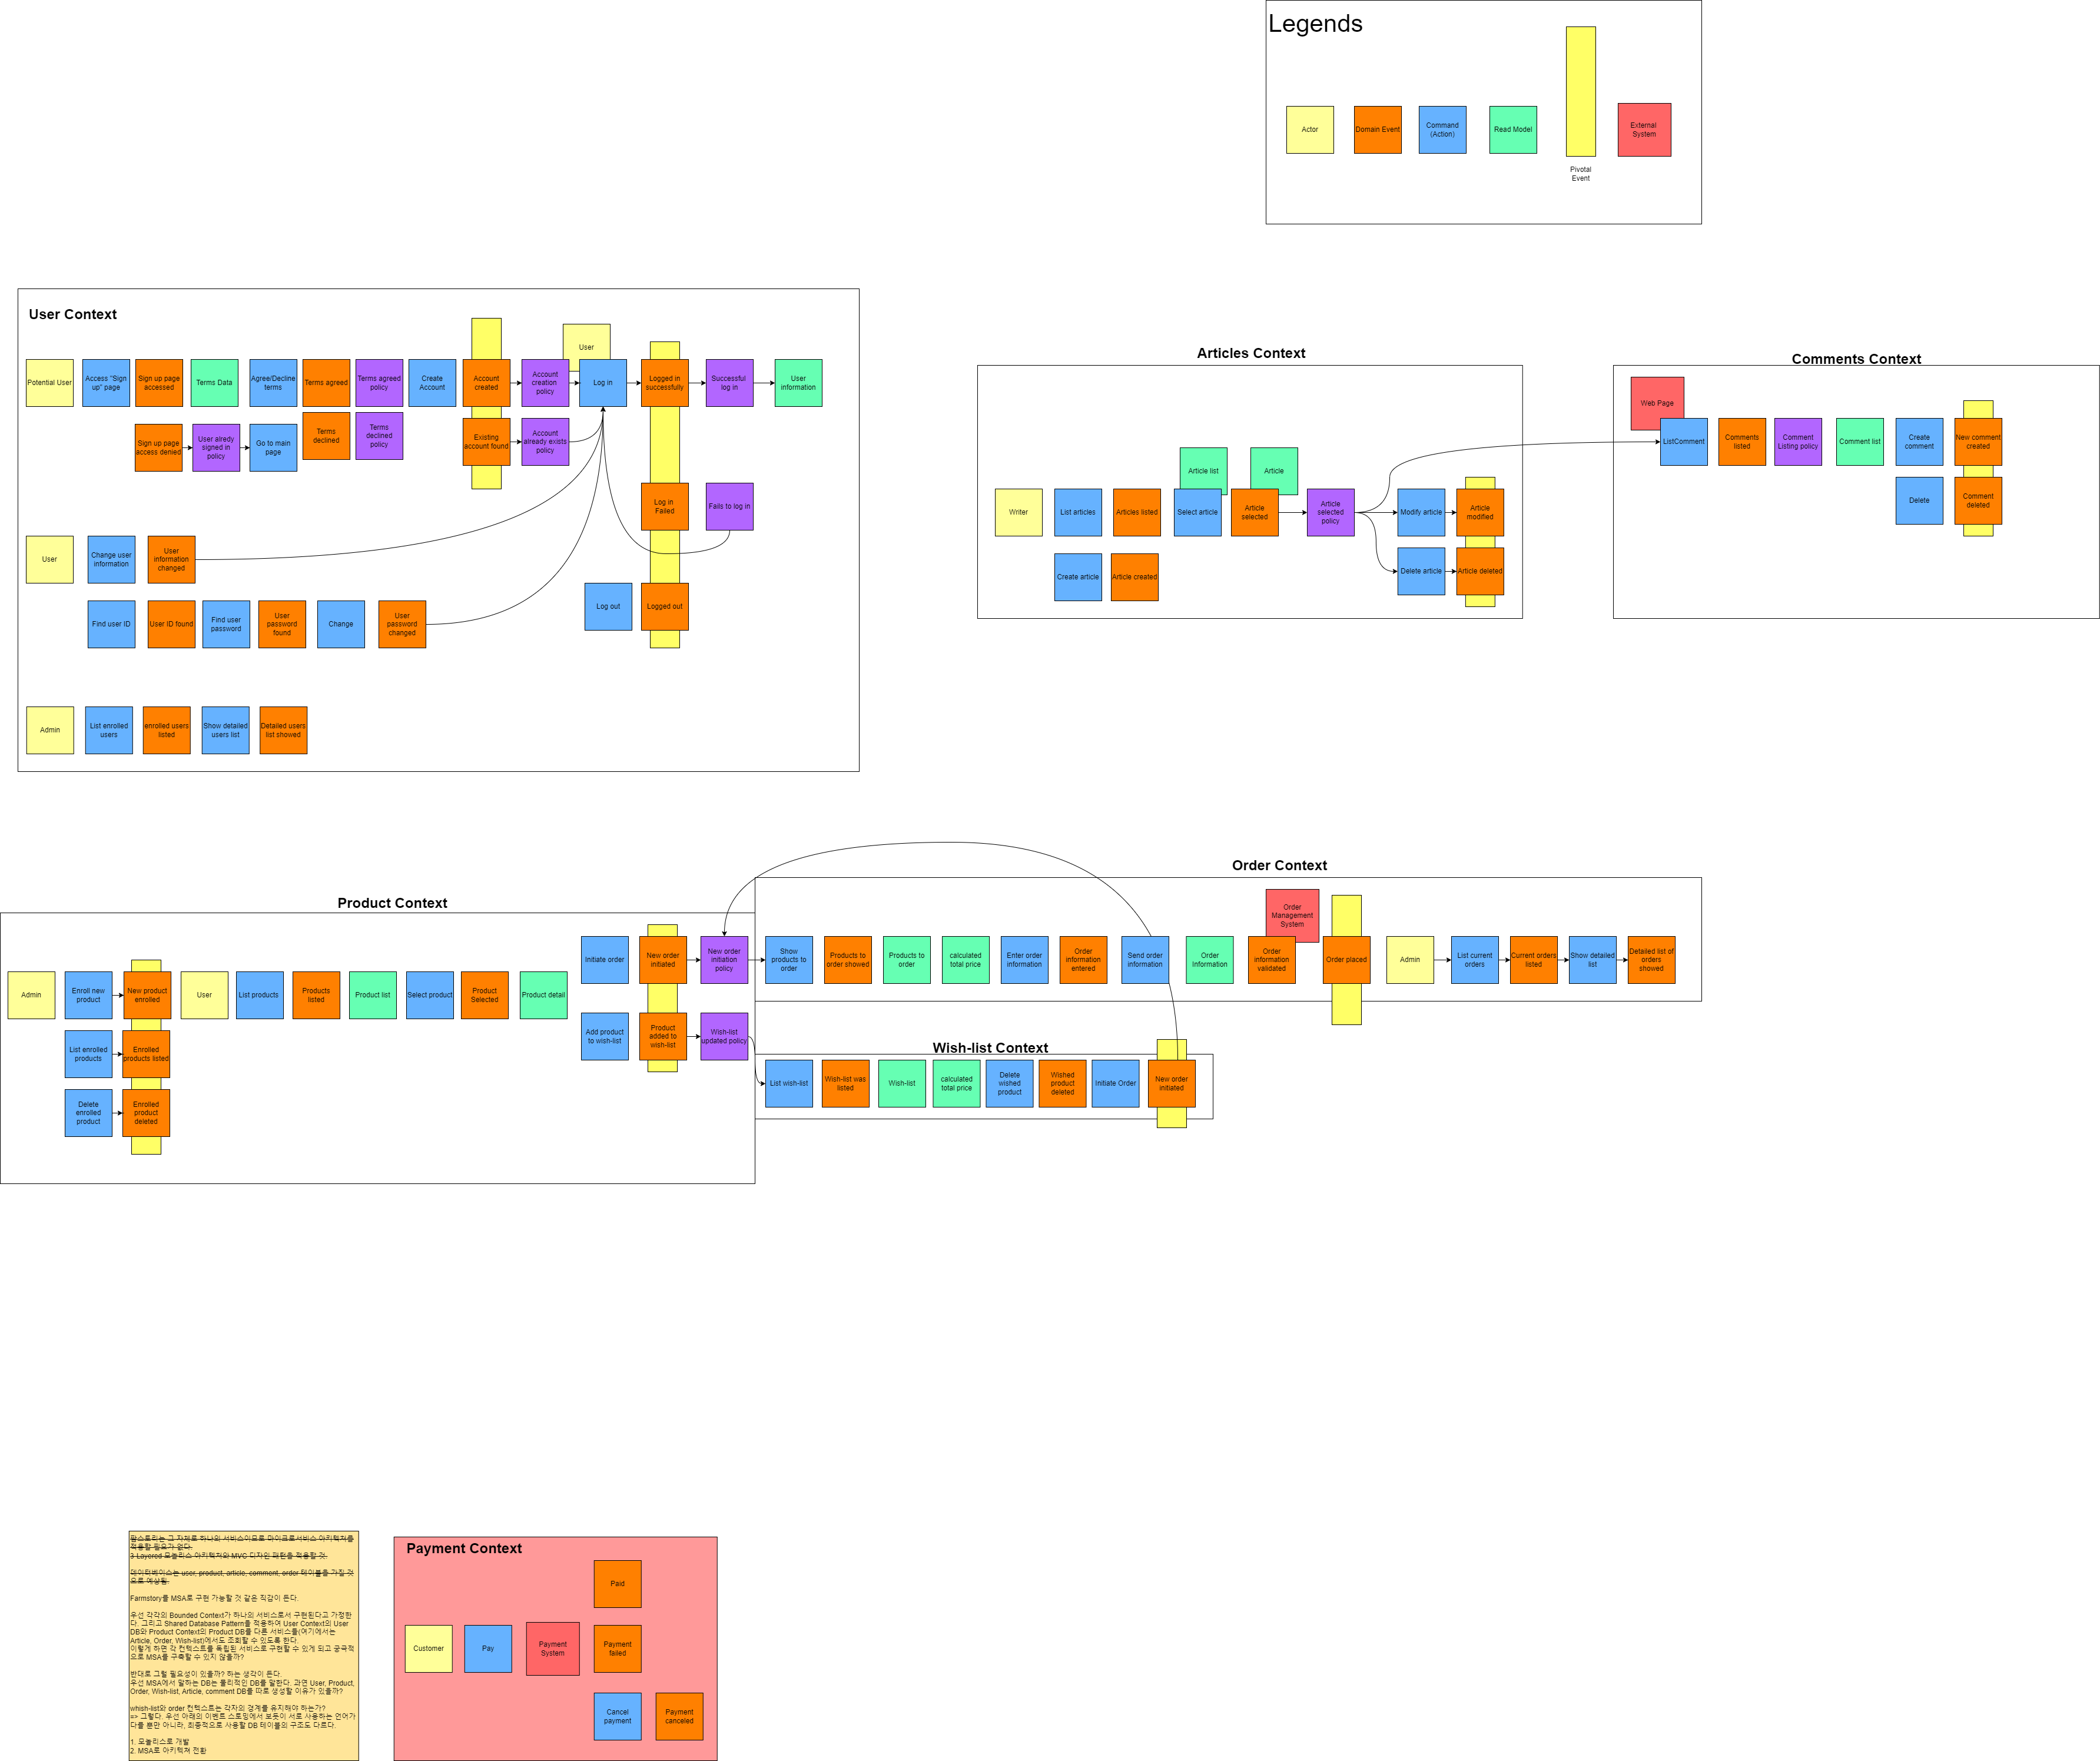 Legends
Actor
Domain Event
Command
(Action)
Read Model
External
System
Pivotal
Event
User Context
User
Potential User
Access "Sign
up" page
Sign up page
accessed
Terms Data
Agree/Decline
terms
Terms agreed
Terms agreed
policy
Create
Account
Account
created
Account
creation
policy
Log in
Logged in
successfully
Successful
log in
User
information
Sign up page
access denied
User alredy
signed in
policy
Go to main
page
Terms
declined
Terms
declined
policy
Existing
account found
Account
already exists
policy
Log in
Failed
Fails to log in
User
Change user
information
User
information
changed
Log out
Logged out
Find user ID
User ID found
Find user
password
User
password
found
Change
User
password
changed
Admin
List enrolled
users
enrolled users
listed
Show detailed
users list
Detailed users
list showed
Articles Context
Article list
Article
Writer
List articles
Articles listed
Select article
Article
selected
Article
selected
policy
Modify article
Article
modified
Create article
Article created
Delete article
Article deleted
Comments Context
Web Page
ListComment
Comments
listed
Comment
Listing policy
Comment list
Create
comment
New comment
created
Delete
Comment
deleted
Product Context
Admin
Enroll new
product
New product
enrolled
User
List products
Products
listed
Product list
Select product
Product
Selected
Product detail
Initiate order
New order
initiated
New order
initiation
policy
List enrolled
products
Enrolled
products listed
Add product
to wish-list
Product
added to
wish-list
Wish-list
updated policy
Delete
enrolled
product
Enrolled
product
deleted
Order Context
Order
Management
System
Show
products to
order
Products to
order showed
Products to
order
calculated
total price
Enter order
information
Order
information
entered
Send order
information
Order
Information
Order
information
validated
Order placed
Admin
List current
orders
Current orders
listed
Show detailed
list
Detailed list of
orders
showed
Wish-list Context
List wish-list
Wish-list was
listed
Wish-list
calculated
total price
Delete
wished
product
Wished
product
deleted
Initiate Order
New order
initiated
팜스토리는 그 자체로 하나의 서비스이므로 마이크로서비스 아키텍쳐를
적용할 필요가 없다.
3 Layered 모놀리스 아키텍쳐와 MVC 디자인 패턴을 적용할 것.
데이터베이스는 user, product, article, comment, order 테이블을 가질 것
으로 예상됨.
Farmstory를 MSA로 구현 가능할 것 같은 직감이 든다.
우선 각각의 Bounded Context가 하나의 서비스로서 구현된다고 가정한
다. 그리고 Shared Database Pattern을 적용하여 User Context의 User
DB와 Product Context의 Product DB를 다른 서비스들(여기에서는
Article, Order, Wish-list)에서도 조회할 수 있도록 한다.
이렇게 하면 각 컨텍스트를 독립된 서비스로 구현할 수 있게 되고 궁극적
으로 MSA를 구축할 수 있지 않을까?
반대로 그럴 필요성이 있을까? 하는 생각이 든다.
우선 MSA에서 말하는 DB는 물리적인 DB를 말한다. 과연 User, Product,
Order, Wish-list, Article, comment DB를 따로 생성할 이유가 있을까?
whish-list와 order 컨텍스트는 각자의 경계를 유지해야 하는가?
=> 그렇다. 우선 아래의 이벤트 스토밍에서 보듯이 서로 사용하는 언어가
다를 뿐만 아니라, 최종적으로 사용할 DB 테이블의 구조도 다르다.
1. 모놀리스로 개발
2. MSA로 아키텍쳐 전환
Payment Context
Paid
Customer
Pay
Payment
System
Payment
failed
Cancel
payment
Payment
canceled